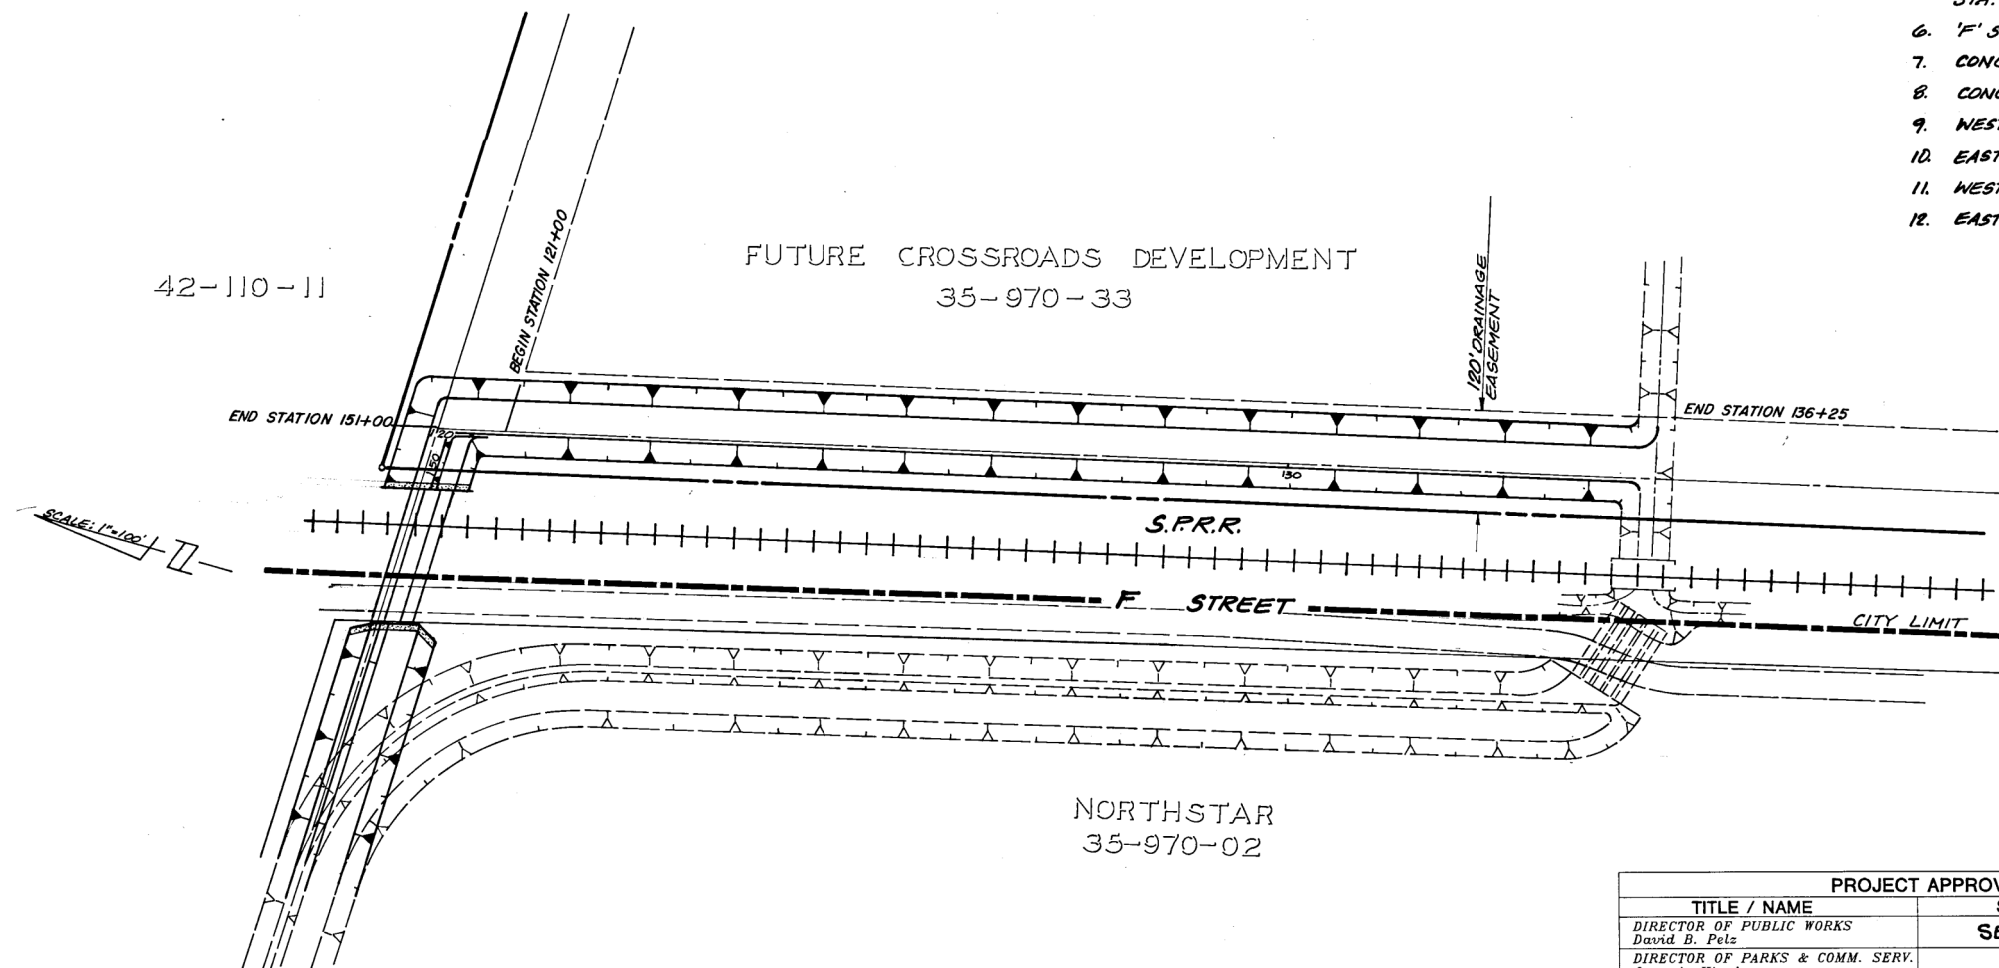 STA.
6. 'F' S
7. CONC
8. CONC
9. WEST
10. EAST
11. WEST
12. EAST
FUTURE CROSSROADS DEVELOPMENT
35-970-33
42-110-11
BEGIN STATION 121+00
120' DRAINAGE
EASEMENT
END STATION 151+00
END STATION 136+25
120
150
130
S.P.R.R.
SCALE: 1"=100'
Z
F STREET
CITY LIMIT
NORTHSTAR
35-970-02
PROJECT APPROV
TITLE / NAME
DIRECTOR OF PUBLIC WORKS
David B. Pelz
SE
DIRECTOR OF PARKS & COMM. SERV.